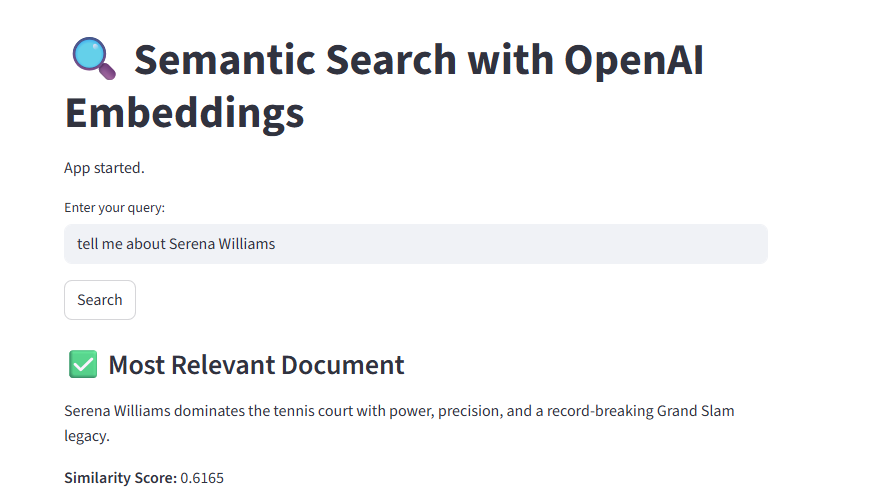 🔍 Semantic Search with OpenAI
Embeddings
App started.
Enter your query:
tell me about Serena Williams
Search
✅ Most Relevant Document
Serena Williams dominates the tennis court with power, precision, and a record-breaking Grand Slam
legacy.
Similarity Score: 0.6165